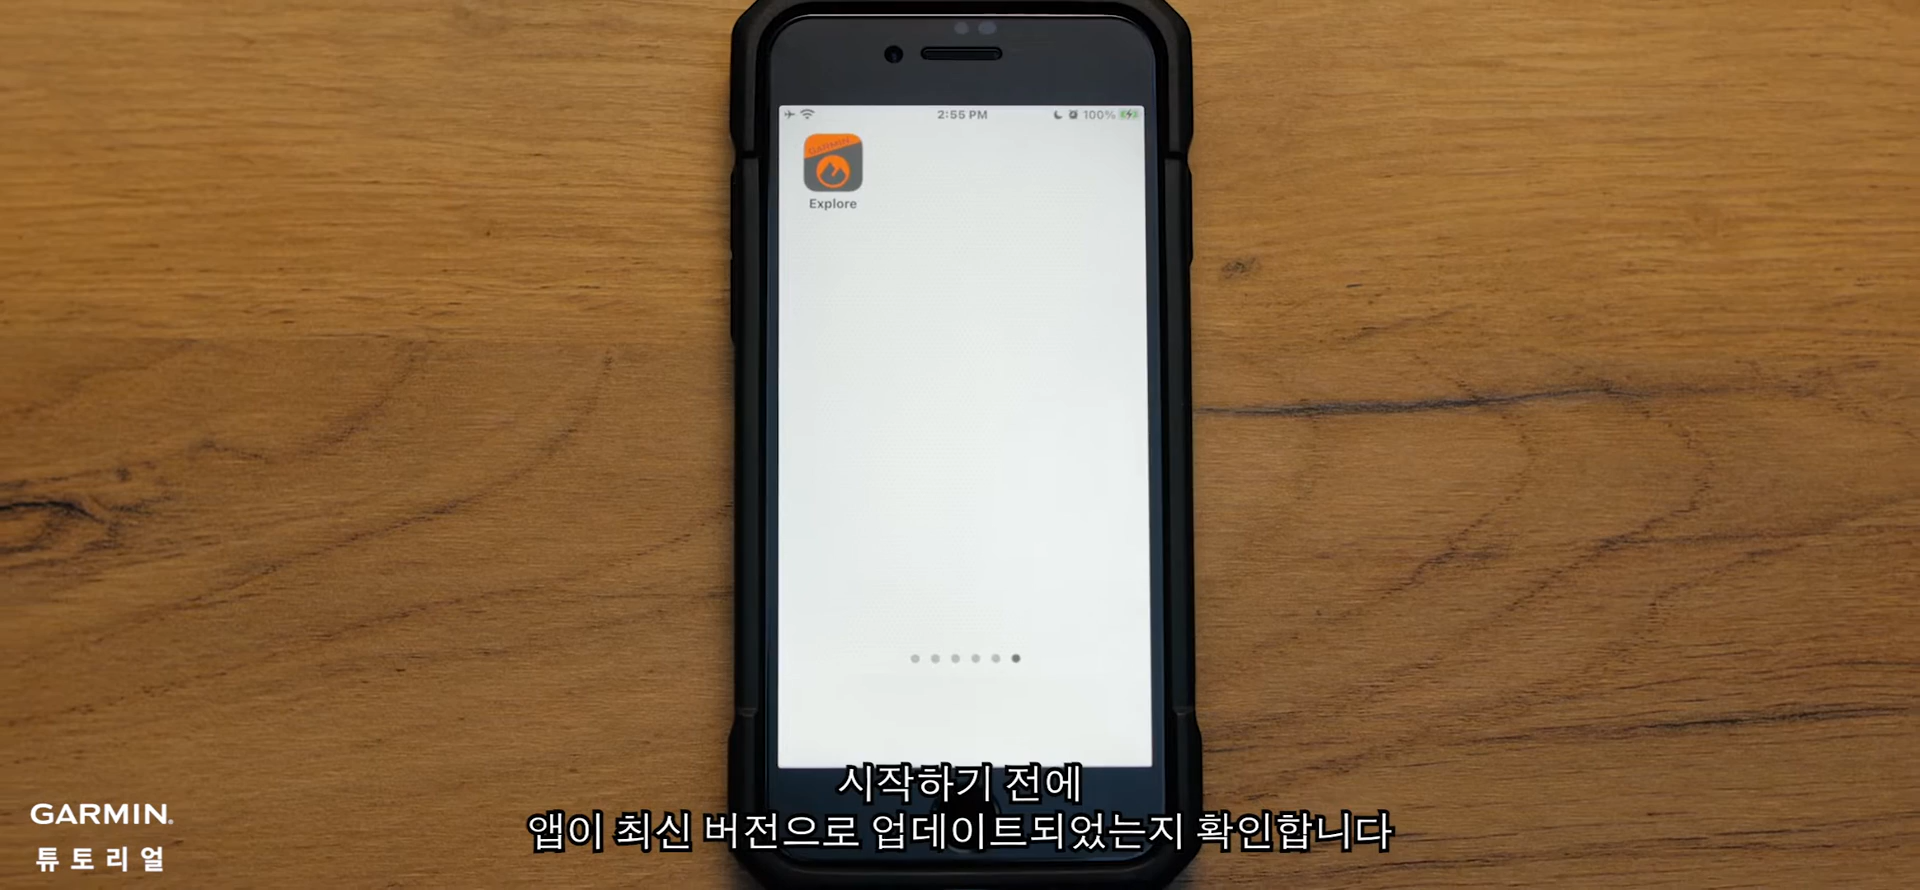 2:55 PM
100%
GARMIN
Explore
시작하기 전에
앱이 최신 버전으로 업데이트되었는지 확인합니다
GARMIN.
튜토리얼